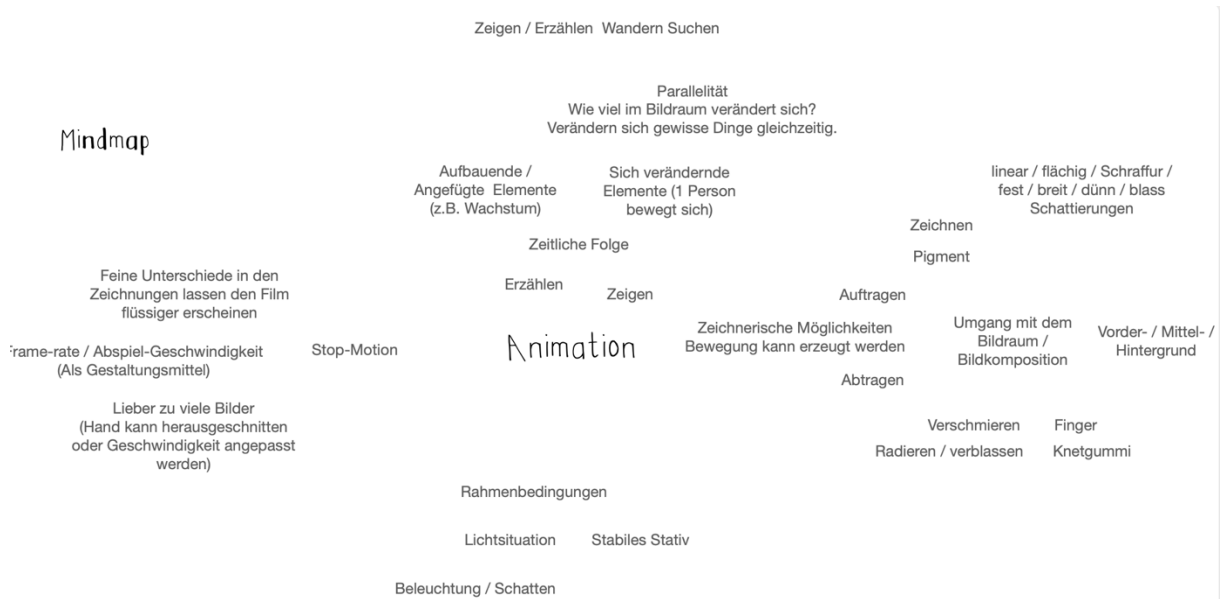 Zeigen / Erzählen Wandern Suchen
Parallelität
Wie viel im Bildraum verändert sich?
Verändern sich gewisse Dinge gleichzeitig.
Mindmap
Aufbauende /
Angefügte Elemente
(z.B. Wachstum)
Sich verändernde
Elemente (1 Person
bewegt sich)
linear / flächig / Schraffur /
fest / breit / dünn / blass
Schattierungen
Zeichnen
Pigment
Zeitliche Folge
Erzählen
Zeigen
Auftragen
Feine Unterschiede in den
Zeichnungen lassen den Film
flüssiger erscheinen
rame-rate / Abspiel-Geschwindigkeit
(Als Gestaltungsmittel)
Stop-Motion
Animation
Zeichnerische Möglichkeiten
Bewegung kann erzeugt werden
Umgang mit dem
Bildraum /
Bildkomposition
Vorder- / Mittel- /
Hintergrund
Abtragen
Lieber zu viele Bilder
(Hand kann herausgeschnitten
oder Geschwindigkeit angepasst
werden)
Verschmieren
Finger
Radieren / verblassen
Knetgummi
Rahmenbedingungen
Lichtsituation
Stabiles Stativ
Beleuchtung / Schatten